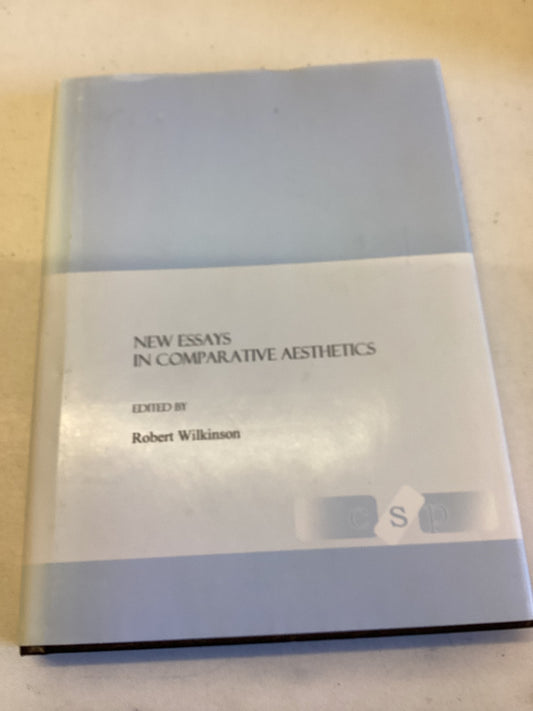 NEW ESSAYS
IN COMPARATIVE AESTHETICS
EDITED BY
Robert Wilkinson
c s p